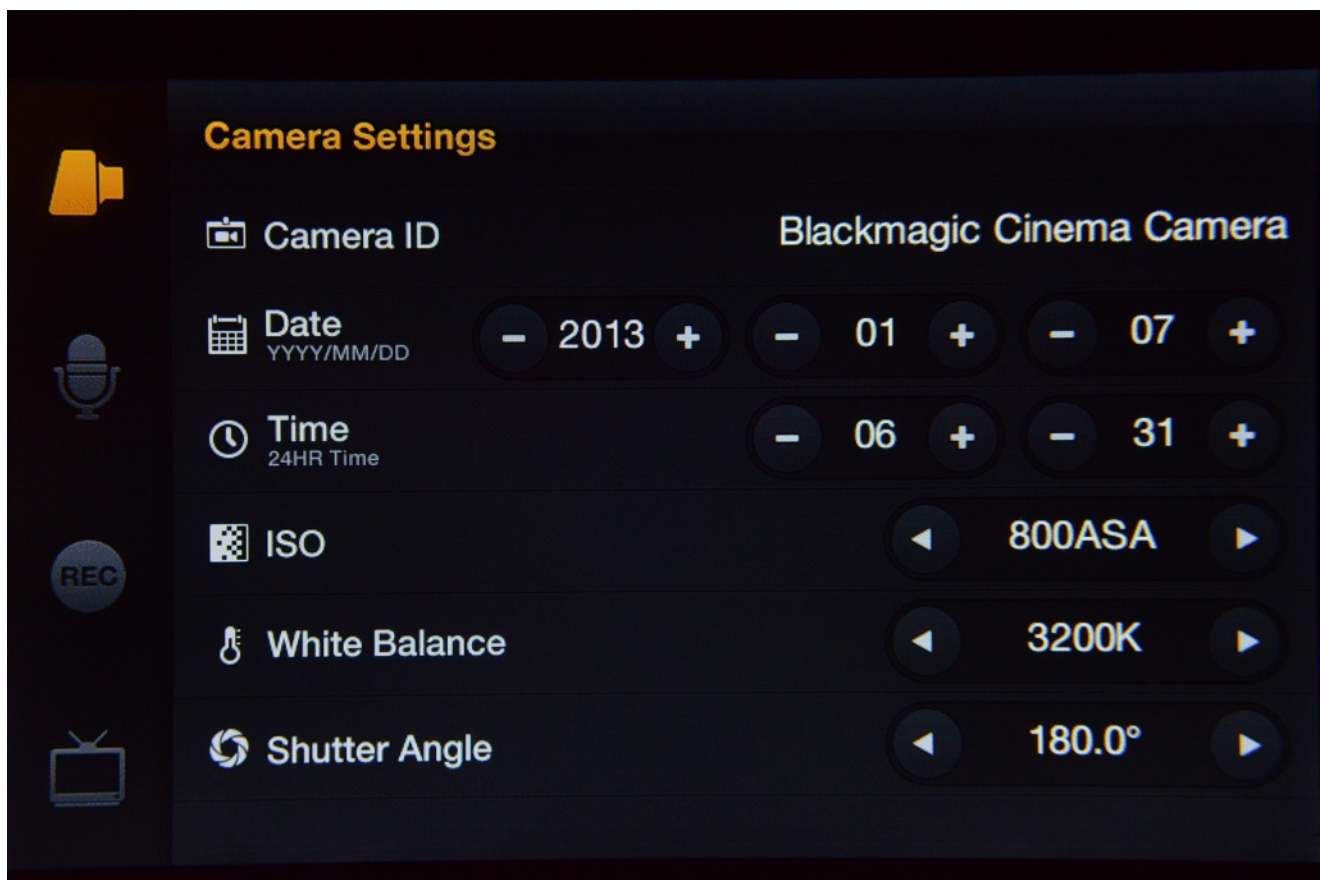 Camera Settings
Camera ID Blackmagic Cinema Camera
Date - 2013 + - 01 + - 07 +
YYYY/MM/DD
Time - 06 + - 31 +
24HR Time
ISO 800ASA
REC
White Balance 3200K
Shutter Angle 180.0°